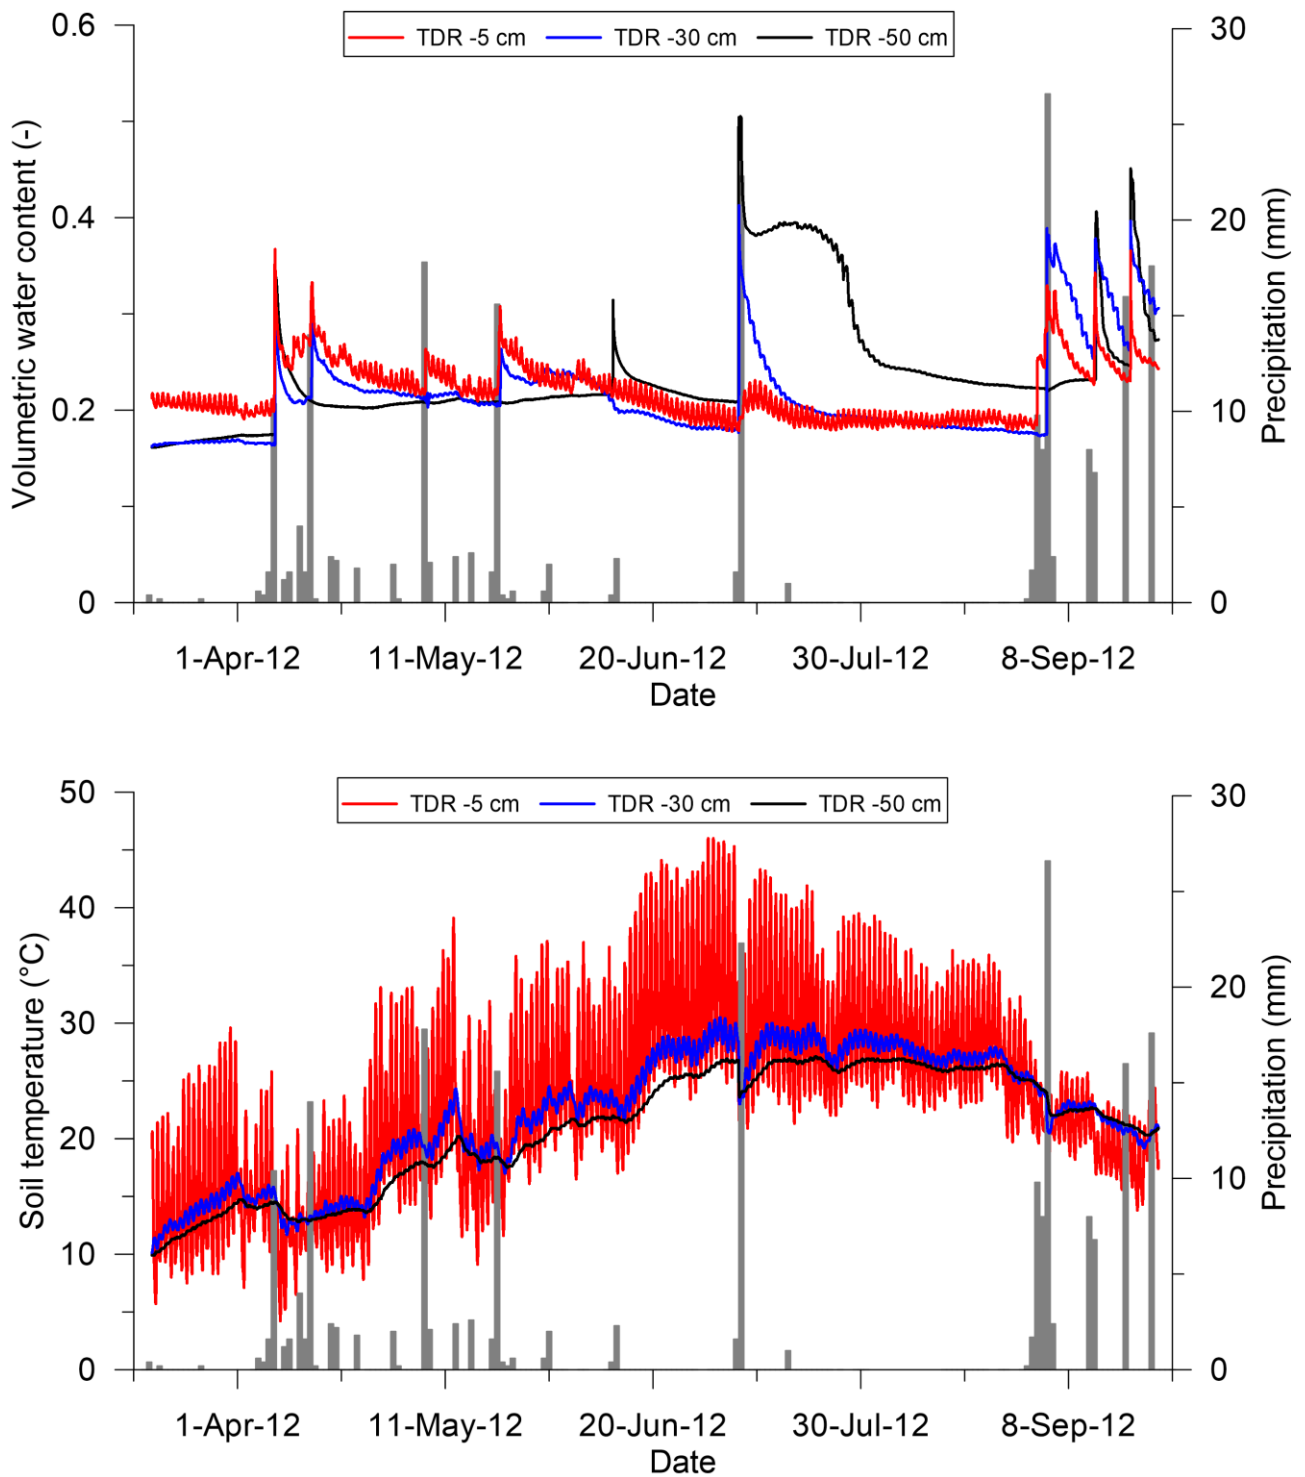 TDR -5 cm TDR -30 cm TDR -50 cm
Volumetric water content (-)
0.6
0.4
0.2
0
30
20
10
0
Precipitation (mm)
1-Apr-12 11-May-12 20-Jun-12 30-Jul-12 8-Sep-12
Date
TDR -5 cm TDR -30 cm TDR -50 cm
Soil temperature (°C)
50
40
30
20
10
0
30
20
10
0
Precipitation (mm)
1-Apr-12 11-May-12 20-Jun-12 30-Jul-12 8-Sep-12
Date